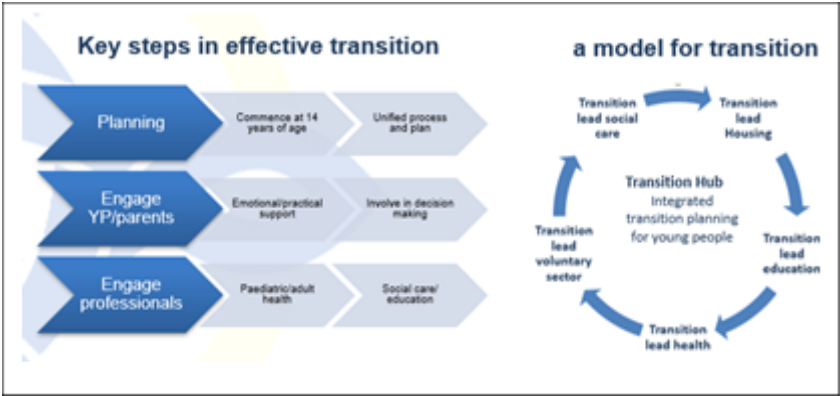 Key steps in effective transition
Planning
Commence at 14
years of age
Unified process
and plan
Engage
YP/parents
Emotional/practical
support
Involve in decision
making
Engage
professionals
Paediatric/adult
health
Social care/
education
a model for transition
Transition
lead social
care
Transition
lead
Housing
Transition
lead
education
Transition
lead health
Transition
lead
voluntary
sector
Transition Hub
Integrated
transition planning
for young people